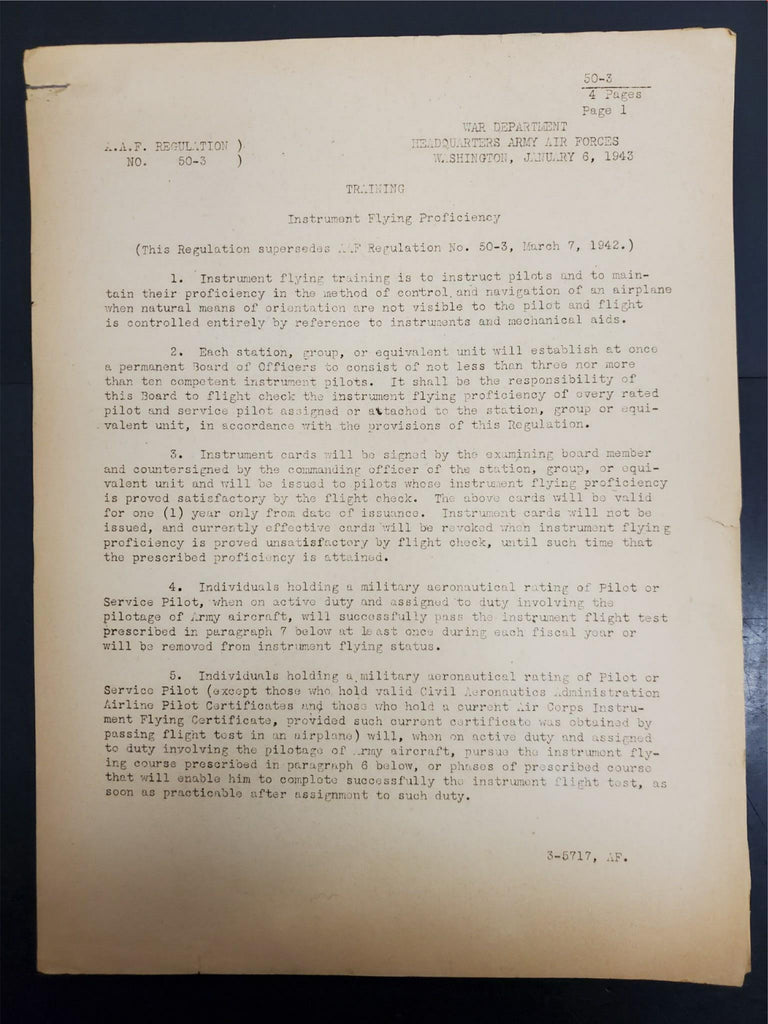 50-3
4 Pages
Page 1
WAR DEPARTMENT
A.A.F. REGULATION )
HEADQUARTERS ARMY AIR FORCES
NO. 50-3 )
WASHINGTON, JANUARY 6, 1943
TRAINING
Instrument Flying Proficiency
(This Regulation supersedes AAF Regulation No. 50-3, March 7, 1942.)
1. Instrument flying training is to instruct pilots and to main-
tain their proficiency in the method of control and navigation of an airplane
when natural means of orientation are not visible to the pilot and flight
is controlled entirely by reference to instruments and mechanical aids.
2. Each station, group, or equivalent unit will establish at once
a permanent Board of Officers to consist of not less than three nor more
than ten competent instrument pilots. It shall be the responsibility of
this Board to flight check the instrument flying proficiency of every rated
pilot and service pilot assigned or attached to the station, group or equi-
valent unit, in accordance with the provisions of this Regulation.
3. Instrument cards will be signed by the examining board member
and countersigned by the commanding officer of the station, group, or equi-
valent unit and will be issued to pilots whose instrument flying proficiency
is proved satisfactory by the flight check. The above cards will be valid
for one (1) year only from date of issuance. Instrument cards will not be
issued, and currently effective cards will be revoked when instrument flying
proficiency is proved unsatisfactory by flight check, until such time that
the prescribed proficiency is attained.
4. Individuals holding a military aeronautical rating of Pilot or
Service Pilot, when on active duty and assigned to duty involving the
pilotage of Army aircraft, will successfully pass the instrument flight test
prescribed in paragraph 7 below at least once during each fiscal year or
will be removed from instrument flying status.
5. Individuals holding a military aeronautical rating of Pilot or
Service Pilot (except those who hold valid Civil Aeronautics Administration
Airline Pilot Certificates and those who hold a current Air Corps Instru-
ment Flying Certificate, provided such current certificate was obtained by
passing flight test in an airplane) will, when on active duty and assigned
to duty involving the pilotage of Army aircraft, pursue the instrument fly-
ing course prescribed in paragraph 6 below, or phases of prescribed course
that will enable him to complete successfully the instrument flight test, as
soon as practicable after assignment to such duty.
3-5717, AF.